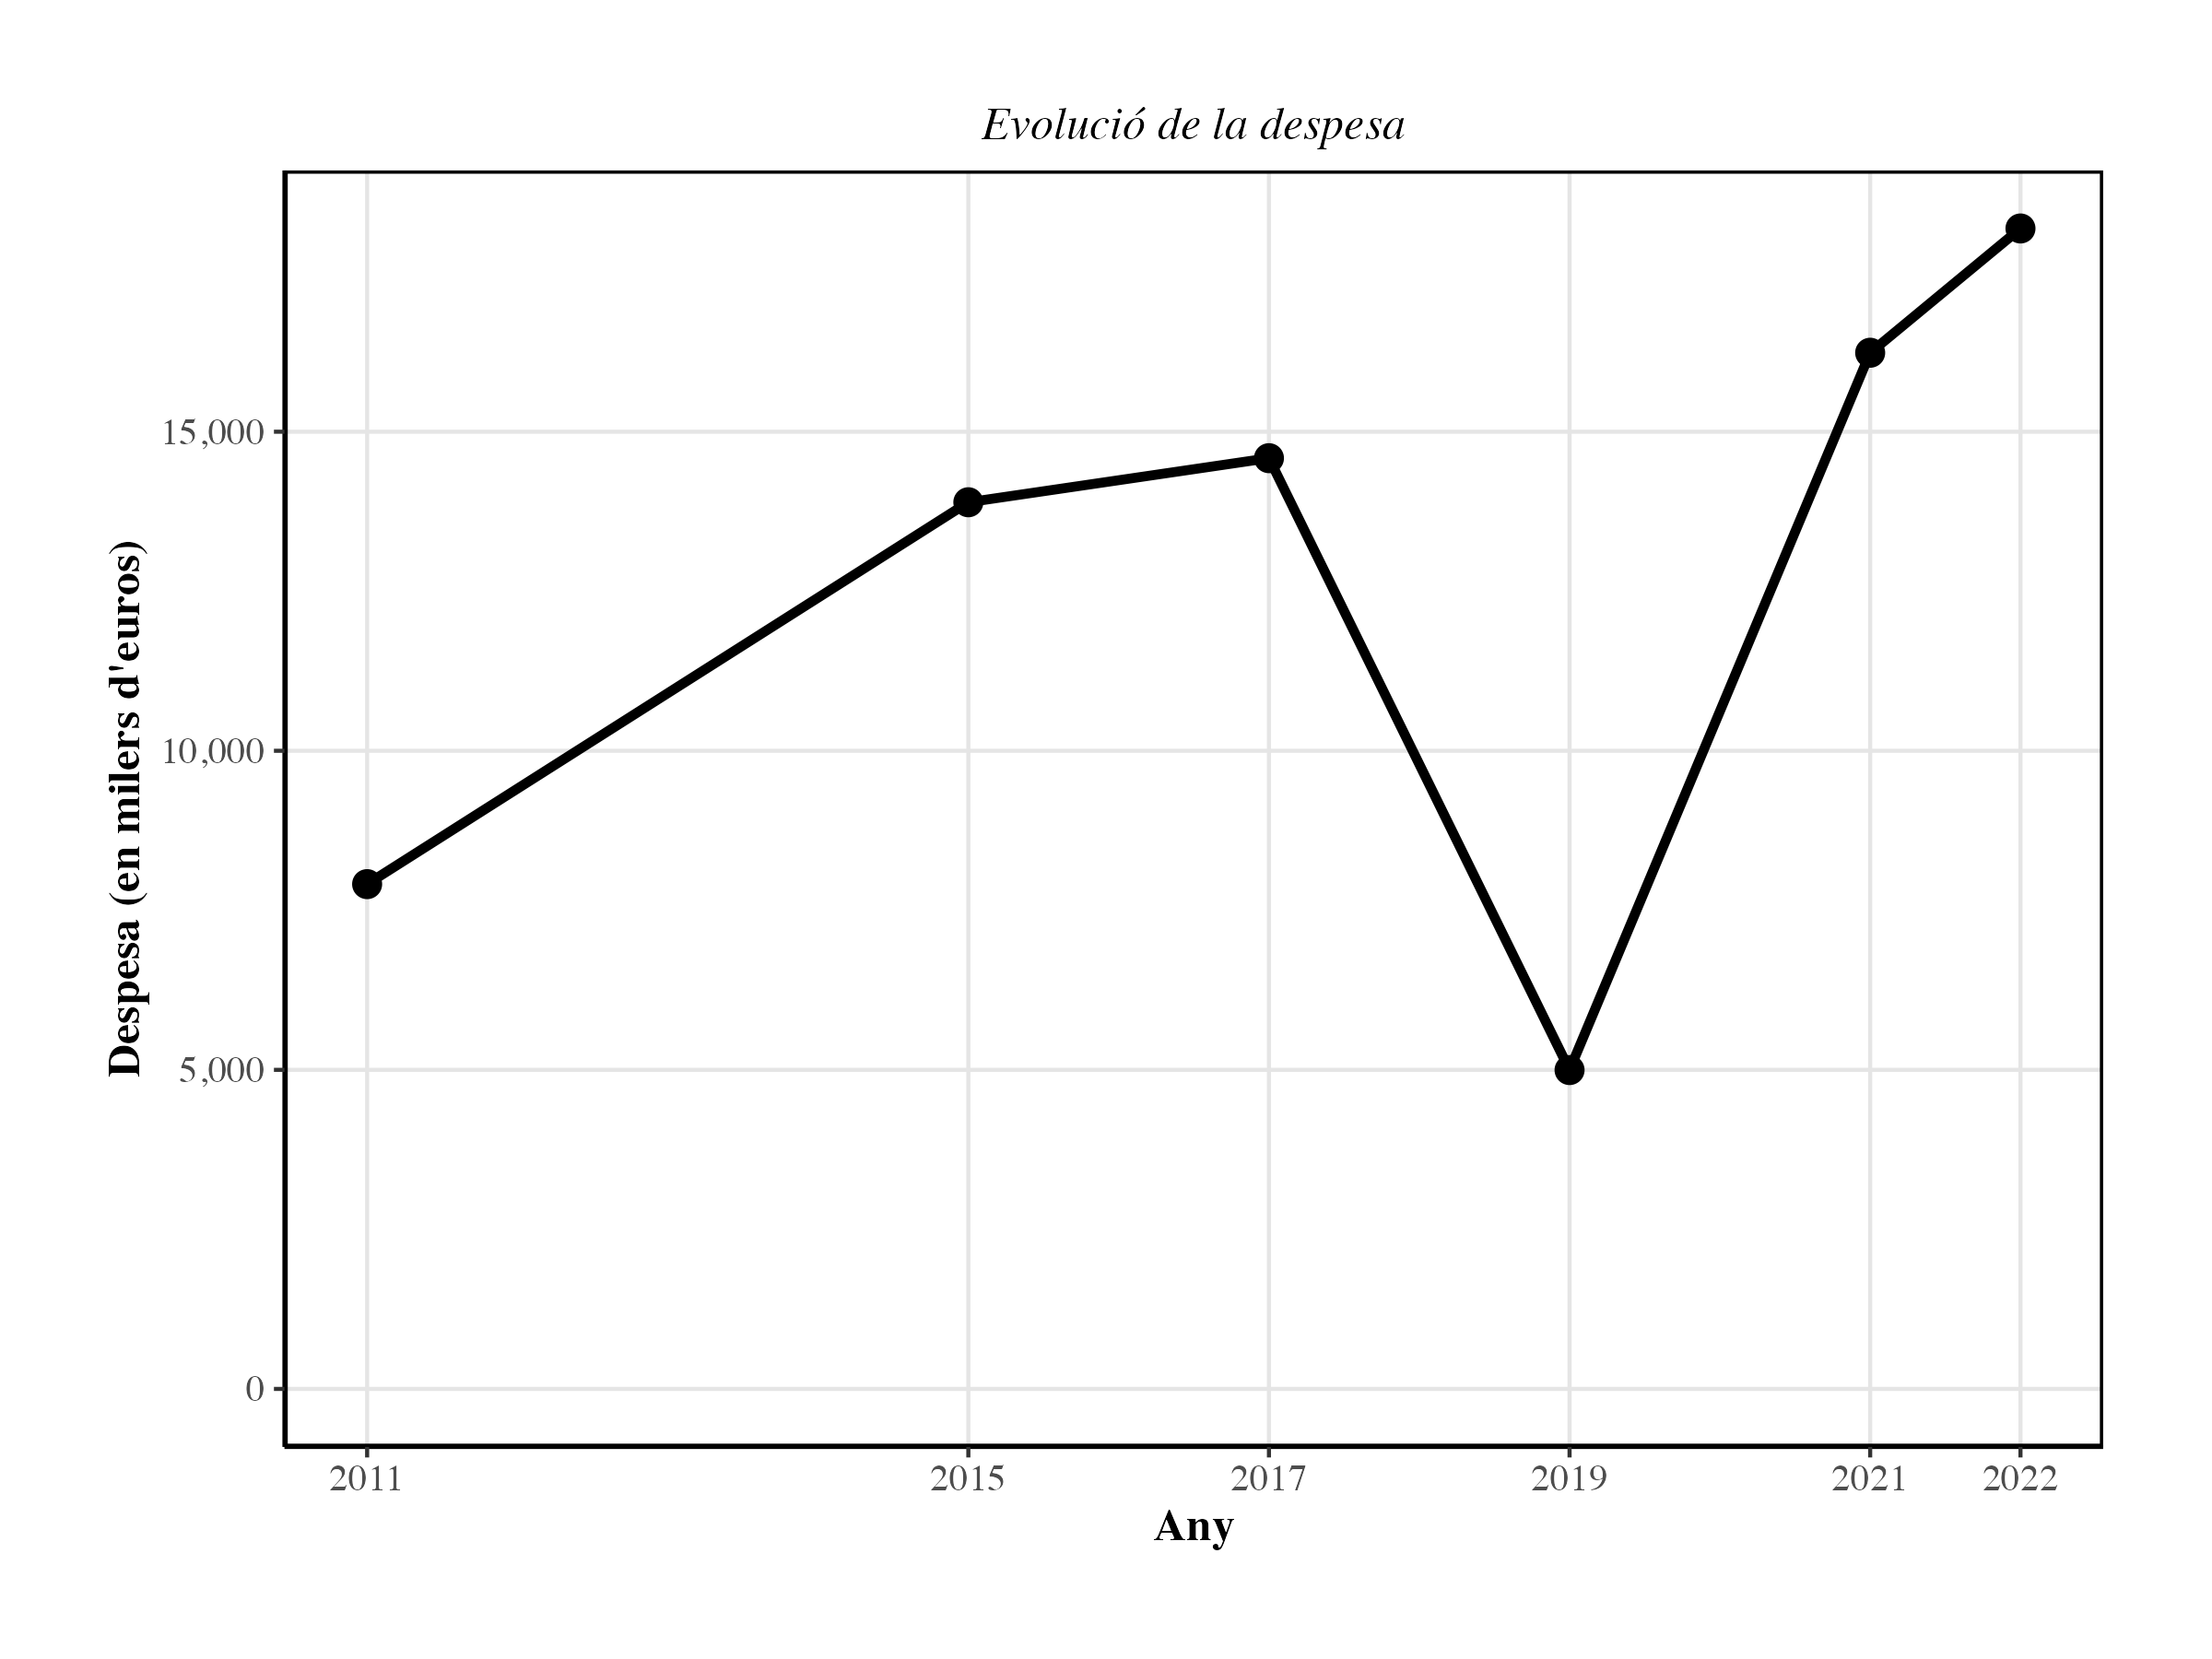 Evolució de la despesa
Despesa (en milers d'euros)
15,000
10,000
5,000
0
2011 2015 2017 2019 2021 2022
Any